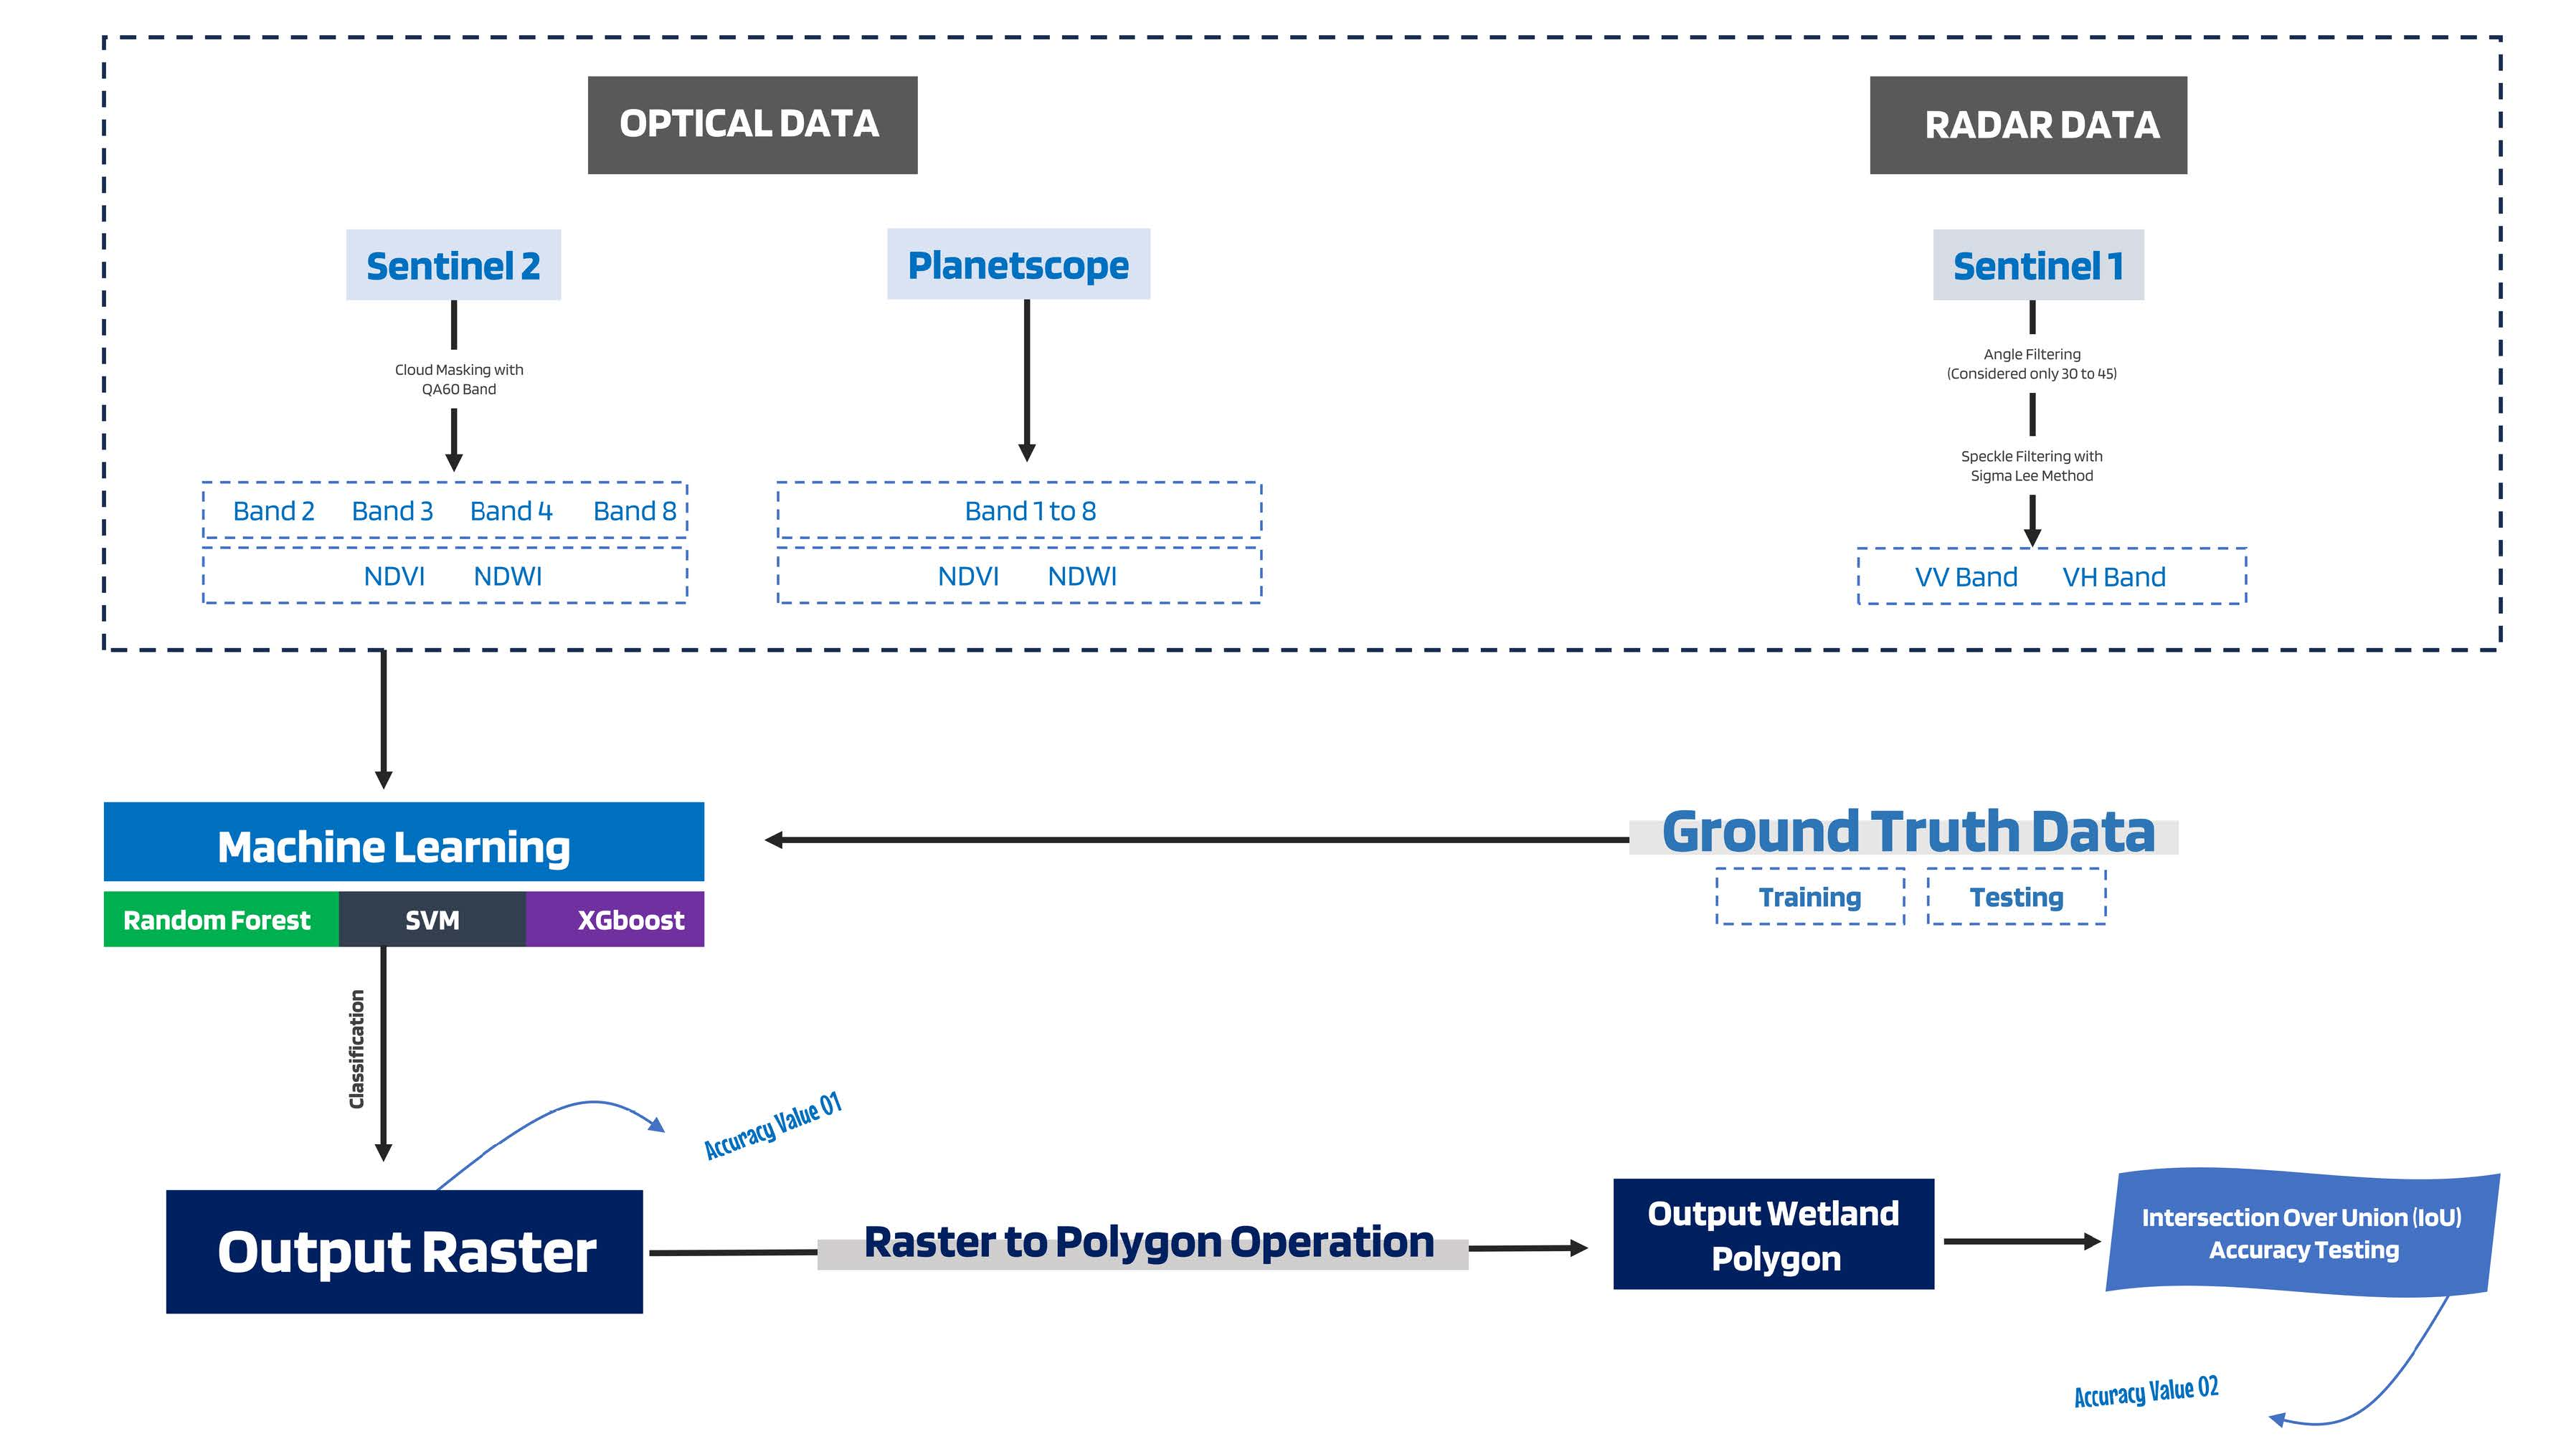 OPTICAL DATA
RADAR DATA
Sentinel 2
Planetscope
Sentinel 1
Cloud Masking with
QA60 Band
Angle Filtering
(Considered only 30 to 45)
Speckle Filtering with
Sigma Lee Method
Band 2 Band 3 Band 4 Band 8
Band 1 to 8
NDVI NDWI
NDVI NDWI
VV Band VH Band
Machine Learning
Ground Truth Data
Random Forest SVM XGboost
Training Testing
Classification
Accuracy Value 01
Output Raster
Raster to Polygon Operation
Output Wetland
Polygon
Intersection Over Union (IoU)
Accuracy Testing
Accuracy Value 02